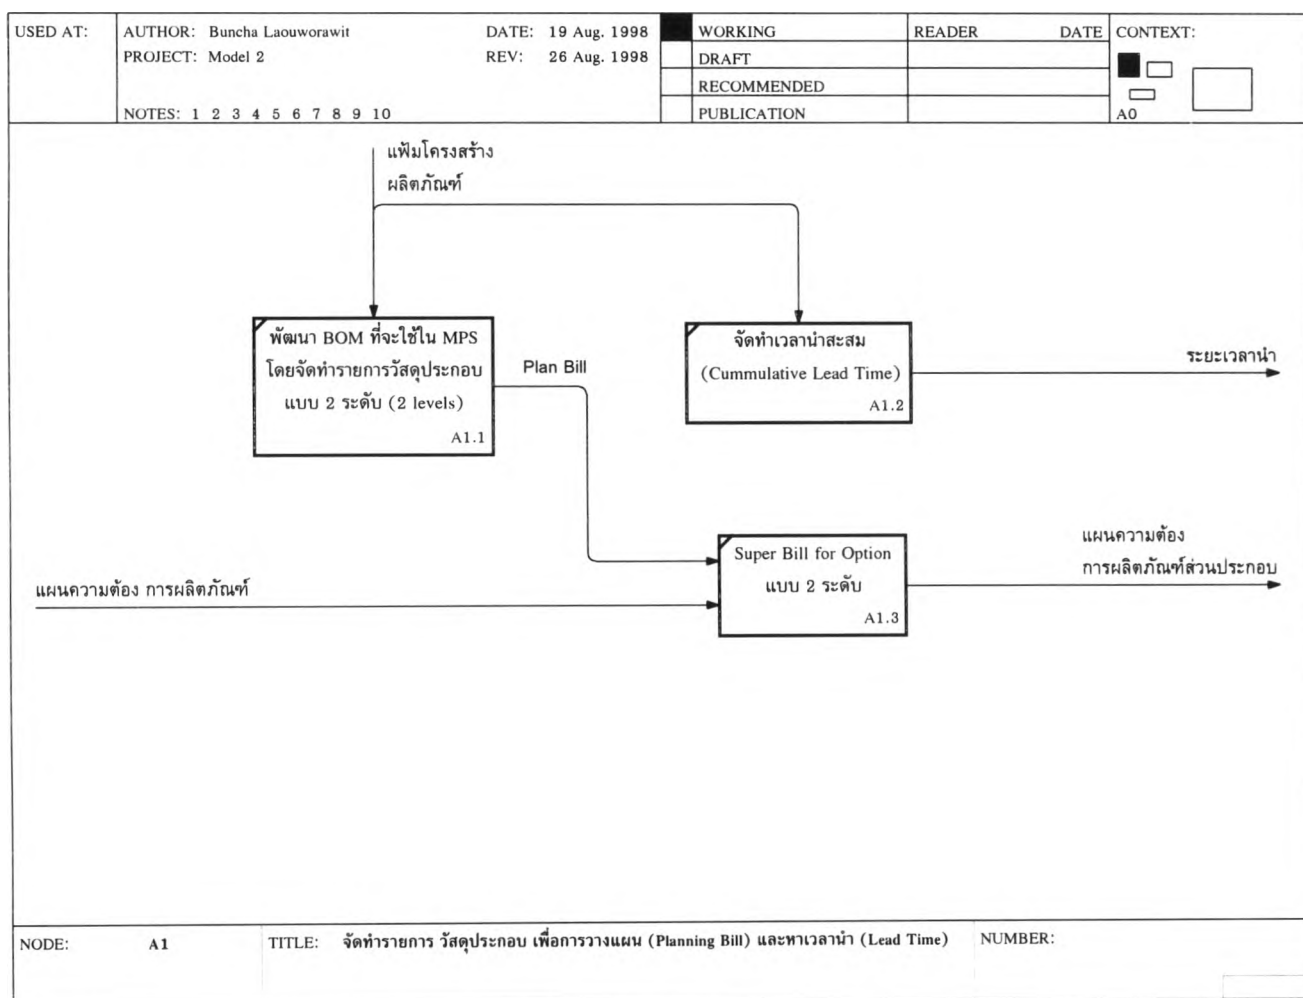 USED AT:
AUTHOR: Buncha Laouworawit
DATE: 19 Aug. 1998
PROJECT: Model 2
REV: 26 Aug. 1998
NOTES: 1 2 3 4 5 6 7 8 9 10
WORKING
DRAFT
RECOMMENDED
PUBLICATION
READER DATE
CONTEXT:
A0
แฟ้มโครงสร้าง
ผลิตภัณฑ์
พัฒนา BOM ที่จะใช้ใน MPS
โดยจัดทำรายการวัสดุประกอบ
แบบ 2 ระดับ (2 levels)
A1.1
Plan Bill
จัดทำเวลานำสะสม
(Cummulative Lead Time)
A1.2
ระยะเวลานำ
Super Bill for Option
แบบ 2 ระดับ
A1.3
แผนความต้อง
การผลิตภัณฑ์ส่วนประกอบ
แผนความต้อง การผลิตภัณฑ์
NODE: A1
TITLE: จัดทำรายการ วัสดุประกอบ เพื่อการวางแผน (Planning Bill) และหาเวลานำ (Lead Time)
NUMBER: